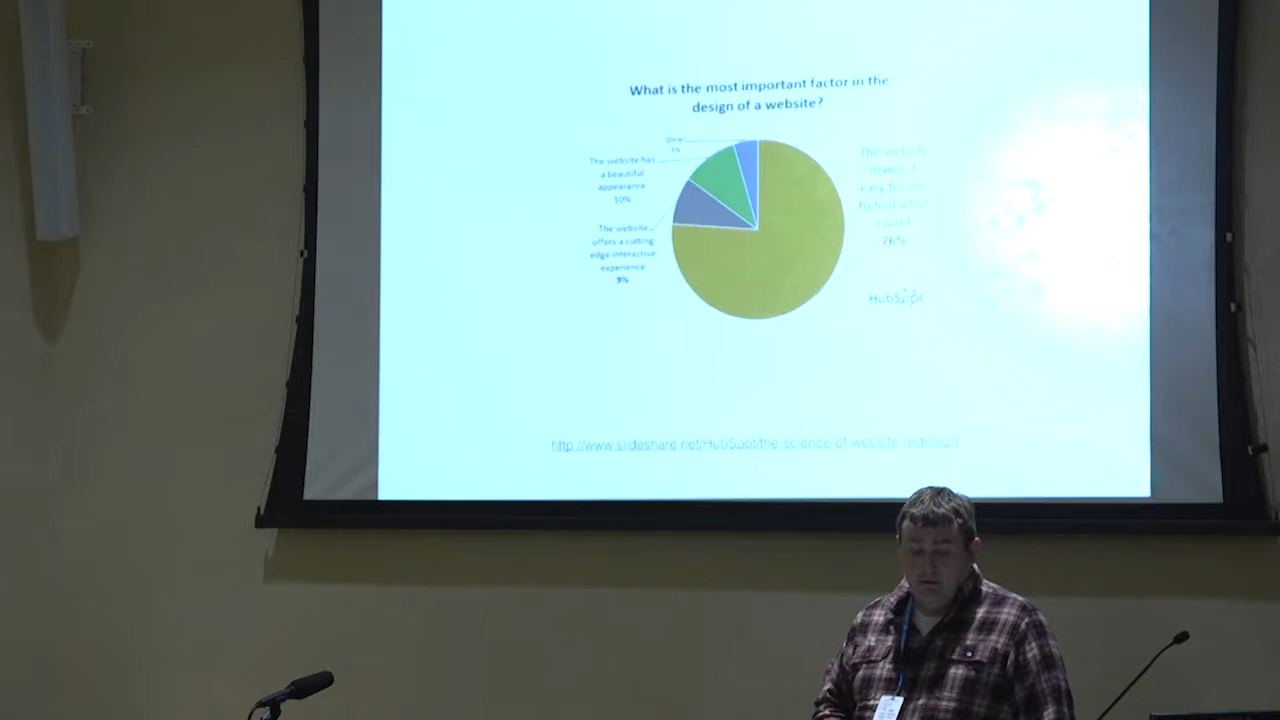 What is the most important factor in the
design of a website?
Other
5%
The website has
a beautiful
appearance
10%
The website
offers a cutting
edge interactive
experience
9%
The website
makes it
easy for me
to find what
I want
76%
HubSpot
http://www.slideshare.net/HubSpot/the-science-of-website-redesign